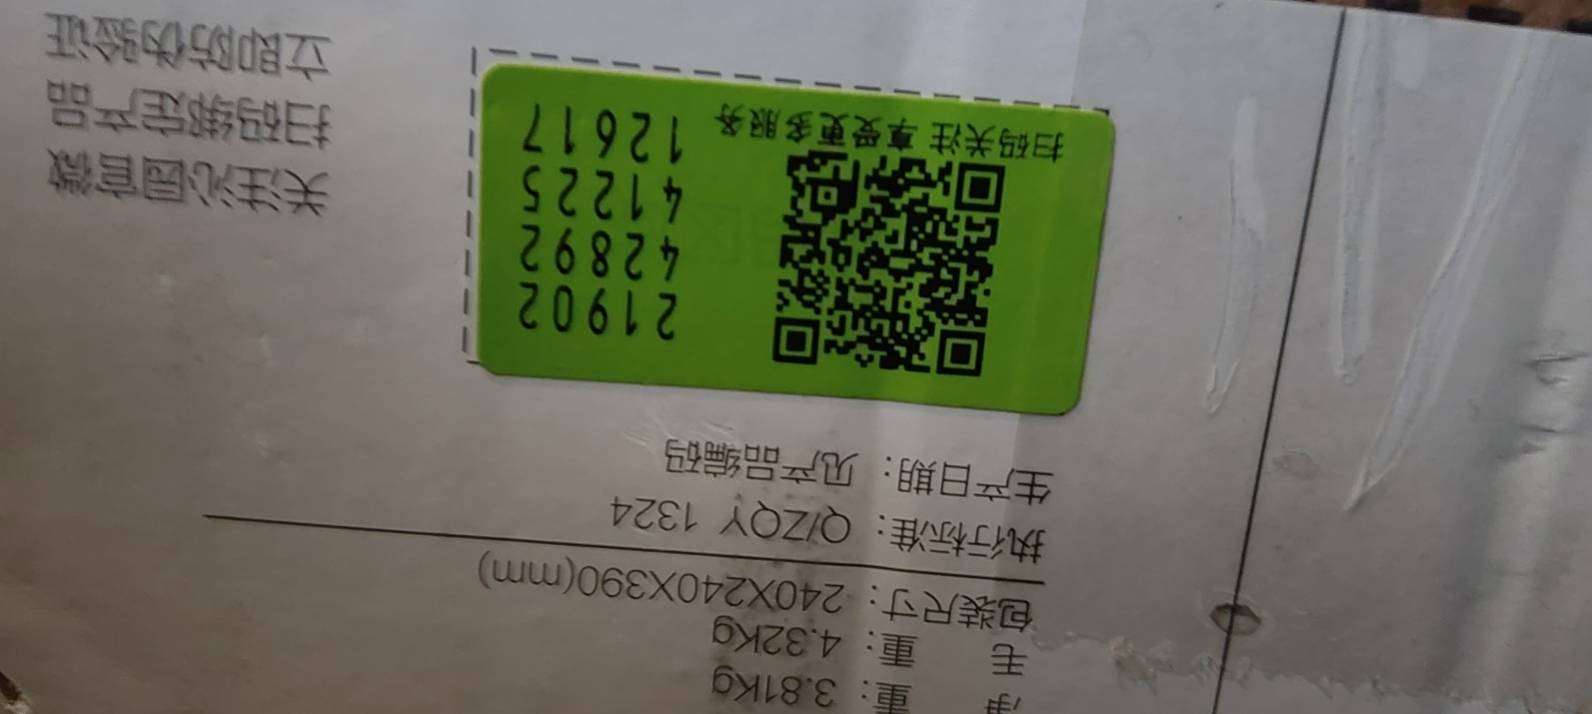 净 重：3.81Kg
毛 重：4.32Kg
包装尺寸：240X240X390(mm)
执行标准：Q/ZQY 1324
生产日期：见产品编码
21902
42892
41225
12617
扫码关注 享受更多服务
关注沁园官微
扫码绑定产品
立即防伪验证